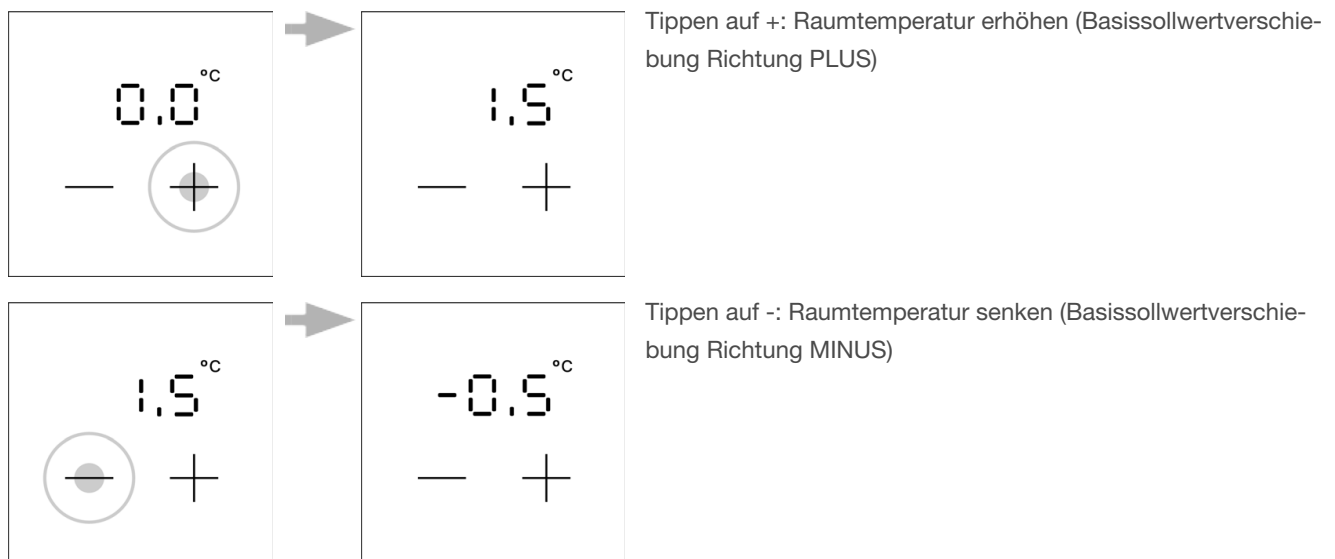 Tippen auf +: Raumtemperatur erhöhen (Basissollwertverschie-
bung Richtung PLUS)
0.0 °C
— +
1,5 °C
— +
Tippen auf -: Raumtemperatur senken (Basissollwertverschie-
bung Richtung MINUS)
1,5 °C
— +
-0,5 °C
— +